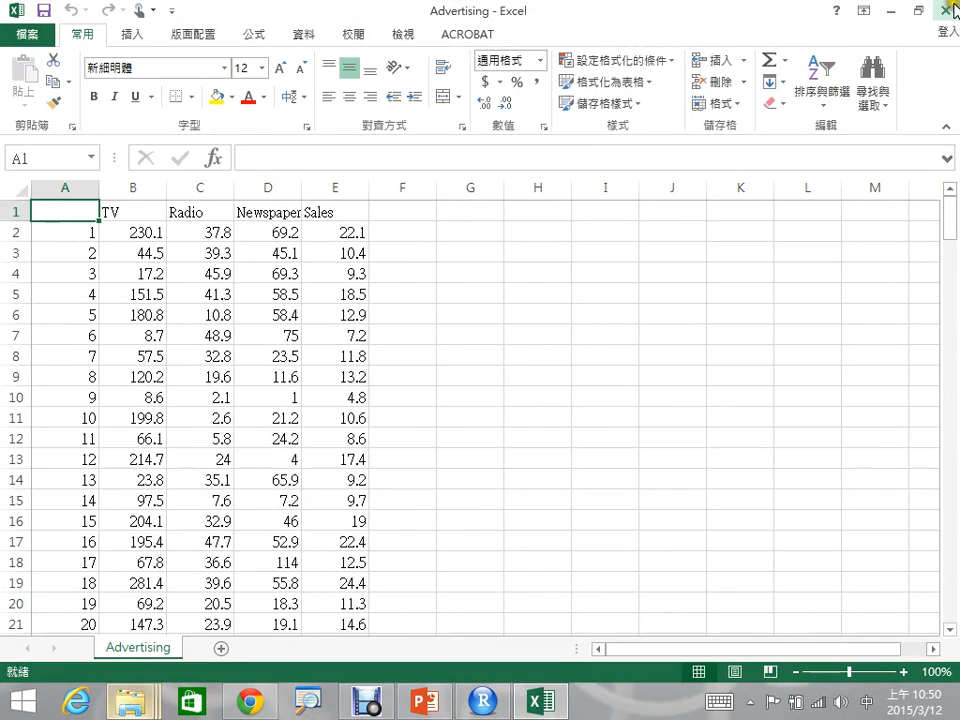 Advertising - Excel
?
登入
檔案 常用 插入 版面配置 公式 資料 校閱 檢視 ACROBAT
貼上
新細明體 12 A A
B I U A 中
通用格式
$ % ,
設定格式化的條件
格式化為表格
儲存格樣式
插入
刪除
格式
Σ
排序與篩選
尋找與
選取
剪貼簿 字型 對齊方式 數值 樣式 儲存格 編輯
A1 fx
A B C D E F G H I J K L M
1 TV Radio Newspaper Sales
2 1 230.1 37.8 69.2 22.1
3 2 44.5 39.3 45.1 10.4
4 3 17.2 45.9 69.3 9.3
5 4 151.5 41.3 58.5 18.5
6 5 180.8 10.8 58.4 12.9
7 6 8.7 48.9 75 7.2
8 7 57.5 32.8 23.5 11.8
9 8 120.2 19.6 11.6 13.2
10 9 8.6 2.1 1 4.8
11 10 199.8 2.6 21.2 10.6
12 11 66.1 5.8 24.2 8.6
13 12 214.7 24 4 17.4
14 13 23.8 35.1 65.9 9.2
15 14 97.5 7.6 7.2 9.7
16 15 204.1 32.9 46 19
17 16 195.4 47.7 52.9 22.4
18 17 67.8 36.6 114 12.5
19 18 281.4 39.6 55.8 24.4
20 19 69.2 20.5 18.3 11.3
21 20 147.3 23.9 19.1 14.6
Advertising
就緒 100%
中
上午 10:50
2015/3/12